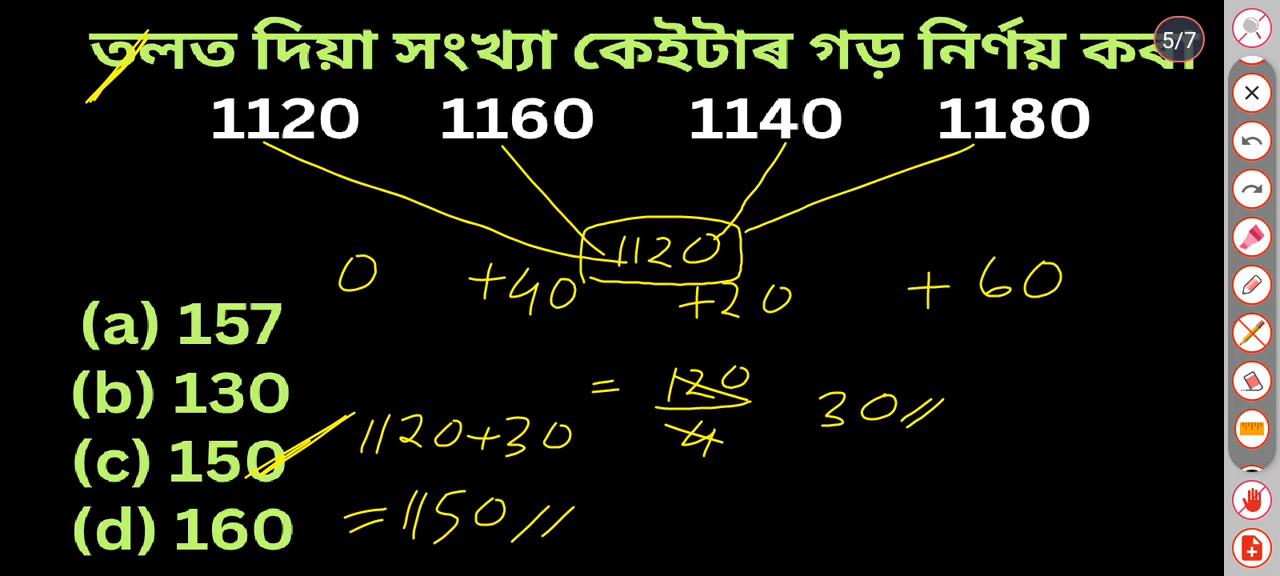 তলত দিয়া সংখ্যা কেইটাৰ গড় নিৰ্ণয় কৰা
5/7
1120 1160 1140 1180
1120
0 +40 +20 +60
(a) 157
(b) 130
= 120/4 30//
(c) 150 1120+30
(d) 160 = 1150//